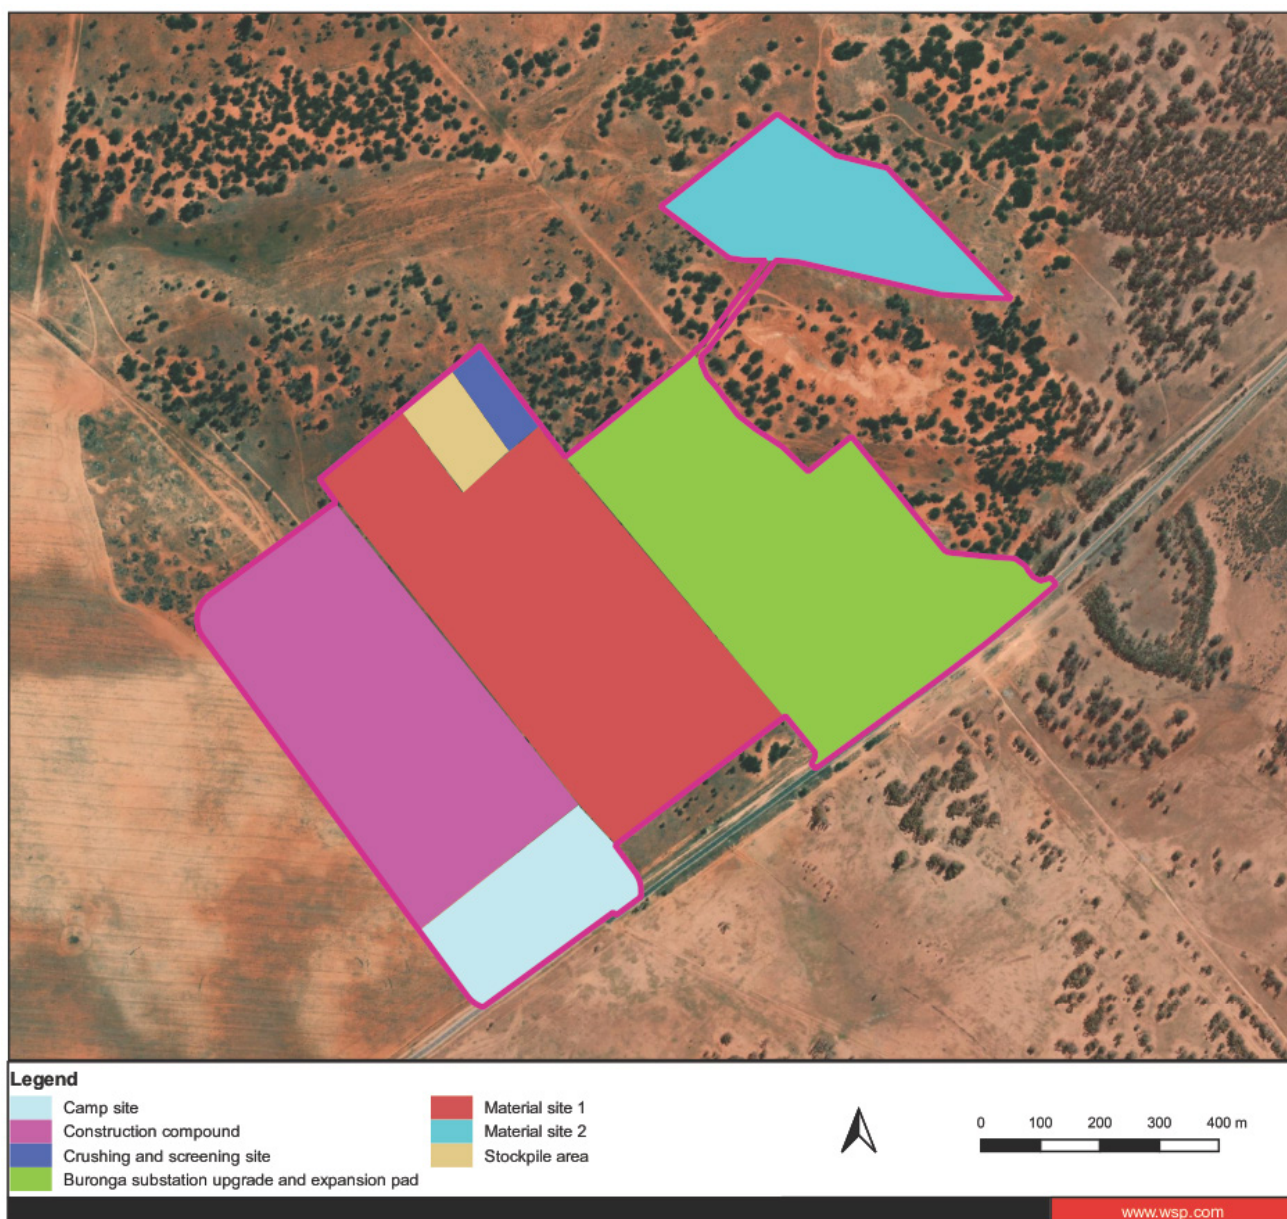 Legend
Camp site
Construction compound
Crushing and screening site
Buronga substation upgrade and expansion pad
Material site 1
Material site 2
Stockpile area
0 100 200 300 400 m
www.wsp.com